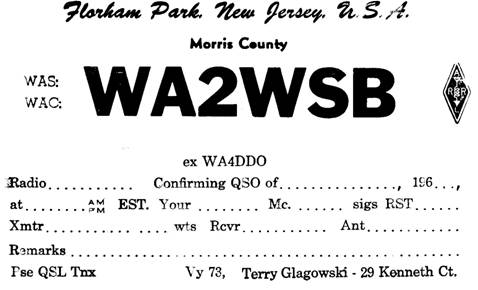 Florham Park, New Jersey, U.S.A.
Morris County
WAS:
WAC:
WA2WSB
ex WA4DDO
Radio........... Confirming QSO of................, 196...,
at......... AM PM EST. Your ........ Mc. ....... sigs RST.......
Xmtr................. wts Rcvr............ Ant..............
Remarks ......................................................
Pse QSL Tnx Vy 73, Terry Glagowski - 29 Kenneth Ct.